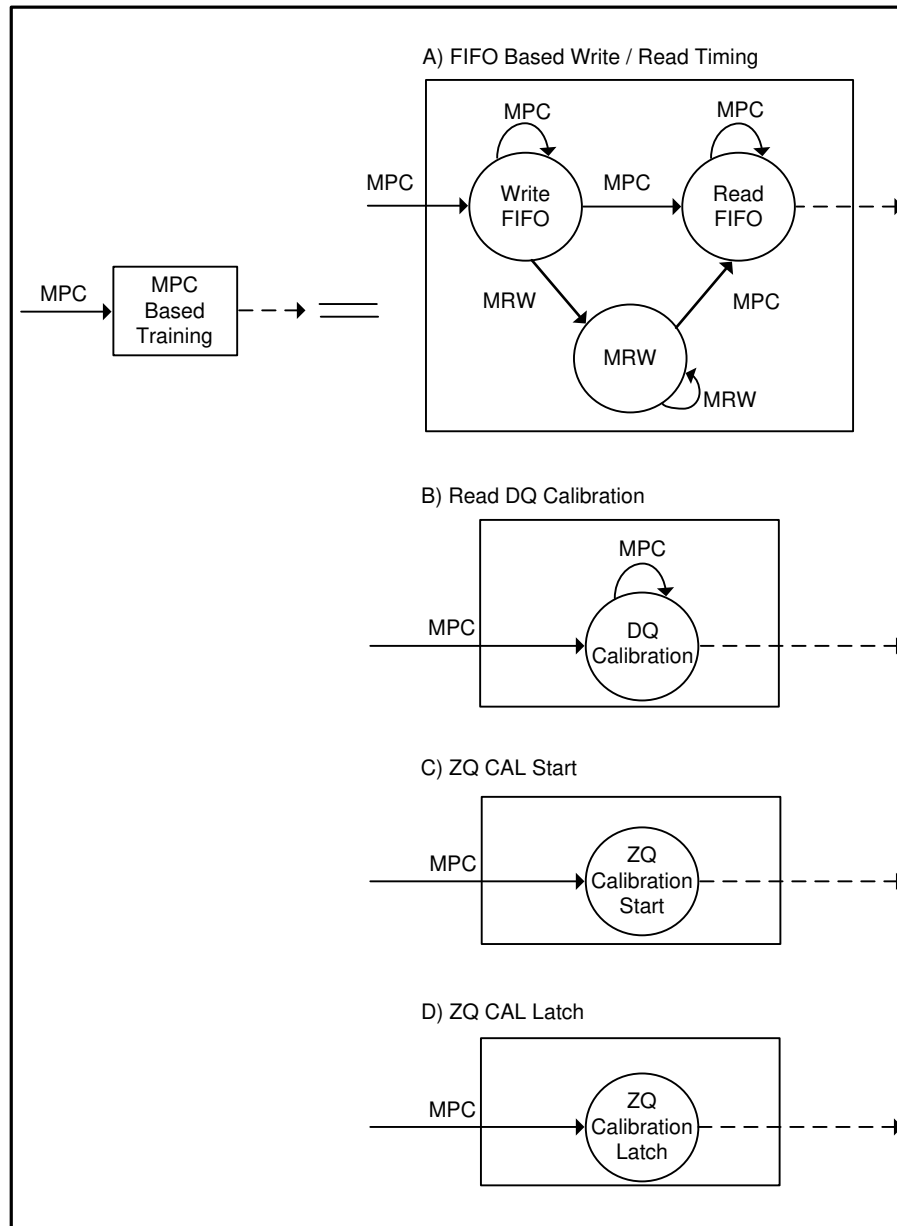 A) FIFO Based Write / Read Timing
MPC
MPC
MPC
MPC
Write
FIFO
Read
FIFO
MRW
MPC
MRW
MRW
MPC
MPC
Based
Training
B) Read DQ Calibration
MPC
MPC
DQ
Calibration
C) ZQ CAL Start
MPC
ZQ
Calibration
Start
D) ZQ CAL Latch
MPC
ZQ
Calibration
Latch